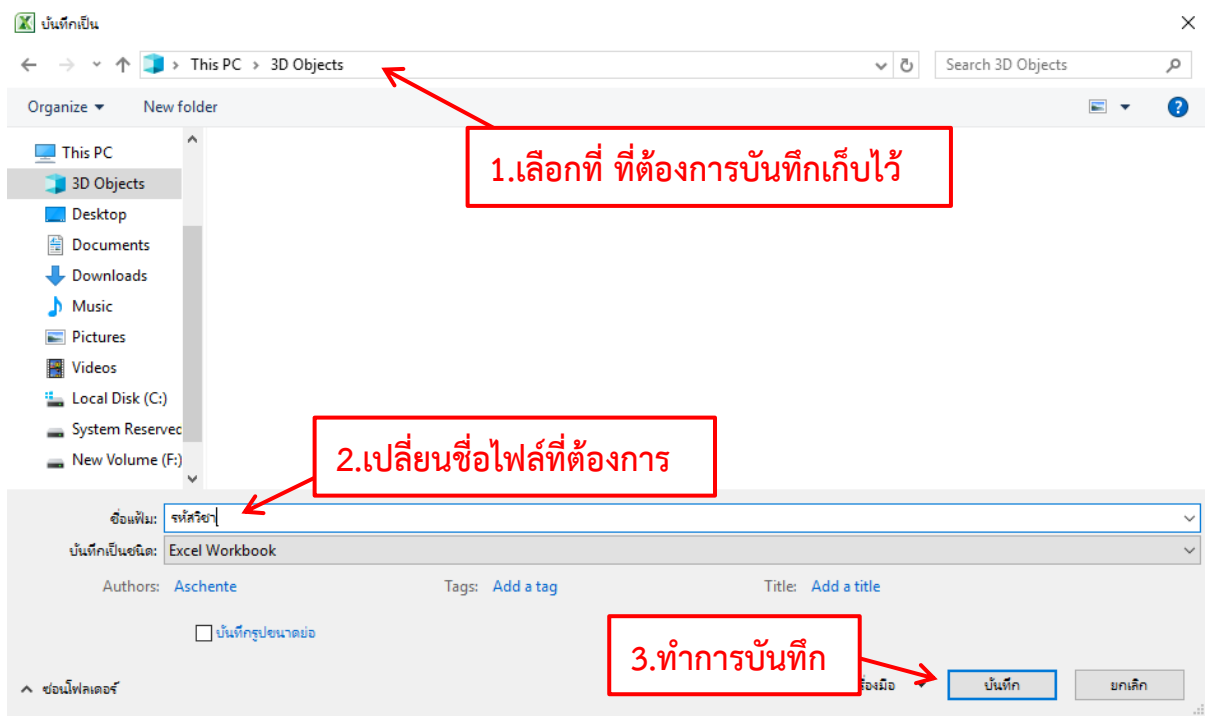 บันทึกเป็น
This PC > 3D Objects
Search 3D Objects
Organize
New folder
1.เลือกที่ ที่ต้องการบันทึกเก็บไว้
This PC
3D Objects
Desktop
Documents
Downloads
Music
Pictures
Videos
Local Disk (C:)
System Reserved
New Volume (F:)
2.เปลี่ยนชื่อไฟล์ที่ต้องการ
ชื่อแฟ้ม: รหัสวิชา
บันทึกเป็นชนิด: Excel Workbook
Authors: Aschente
Tags: Add a tag
Title: Add a title
บันทึกรูปขนาดย่อ
3.ทำการบันทึก
ซ่อนโฟลเดอร์
รื่องมือ
บันทึก
ยกเลิก